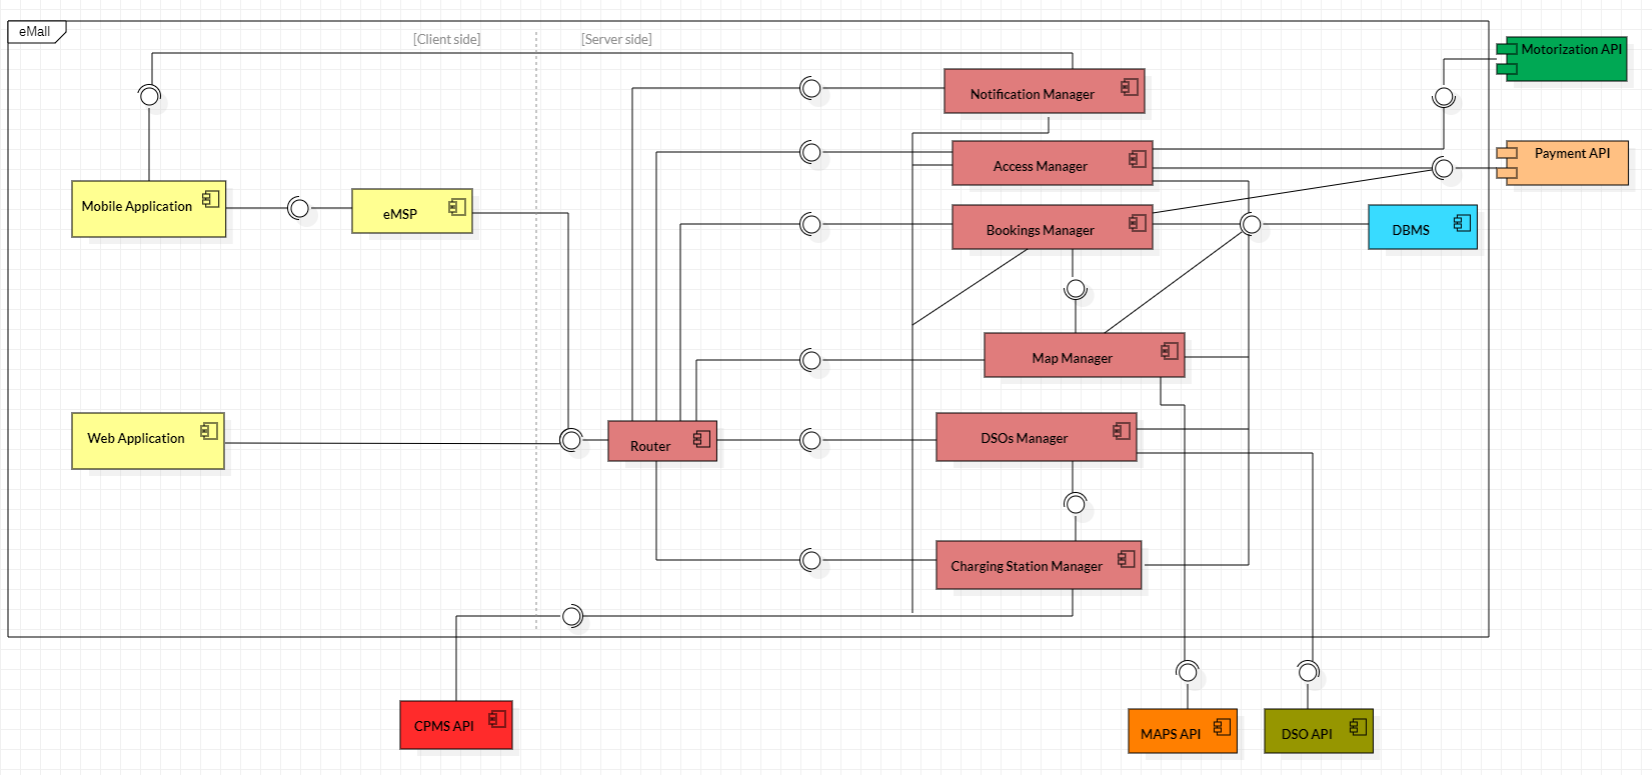 eMall
[Client side]
[Server side]
Motorization API
Notification Manager
Access Manager
Payment API
Mobile Application
eMSP
Bookings Manager
DBMS
Map Manager
Web Application
Router
DSOs Manager
Charging Station Manager
CPMS API
MAPS API
DSO API